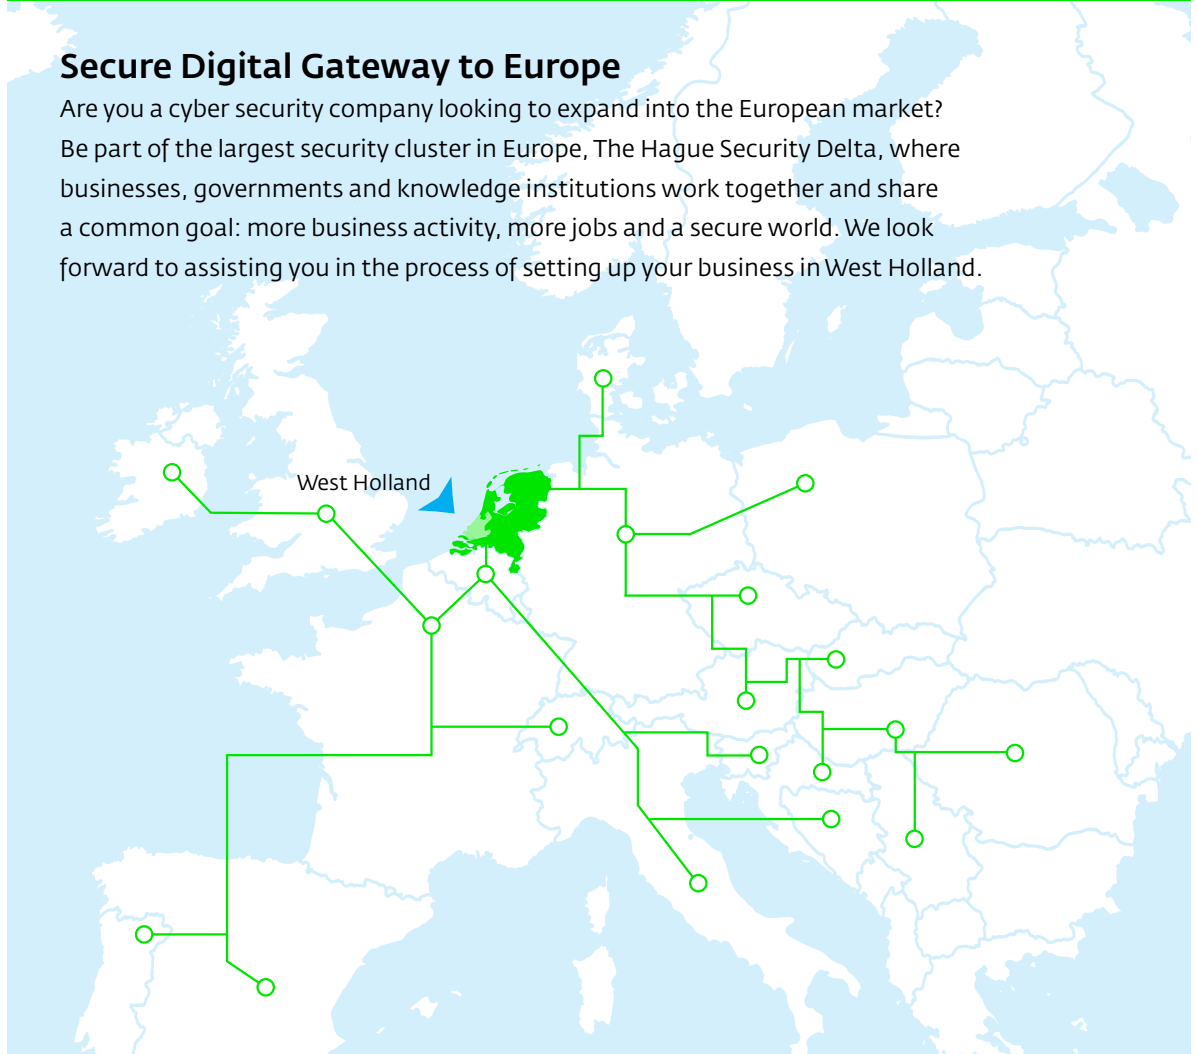 Secure Digital Gateway to Europe
Are you a cyber security company looking to expand into the European market?
Be part of the largest security cluster in Europe, The Hague Security Delta, where
businesses, governments and knowledge institutions work together and share
a common goal: more business activity, more jobs and a secure world. We look
forward to assisting you in the process of setting up your business in West Holland.
West Holland